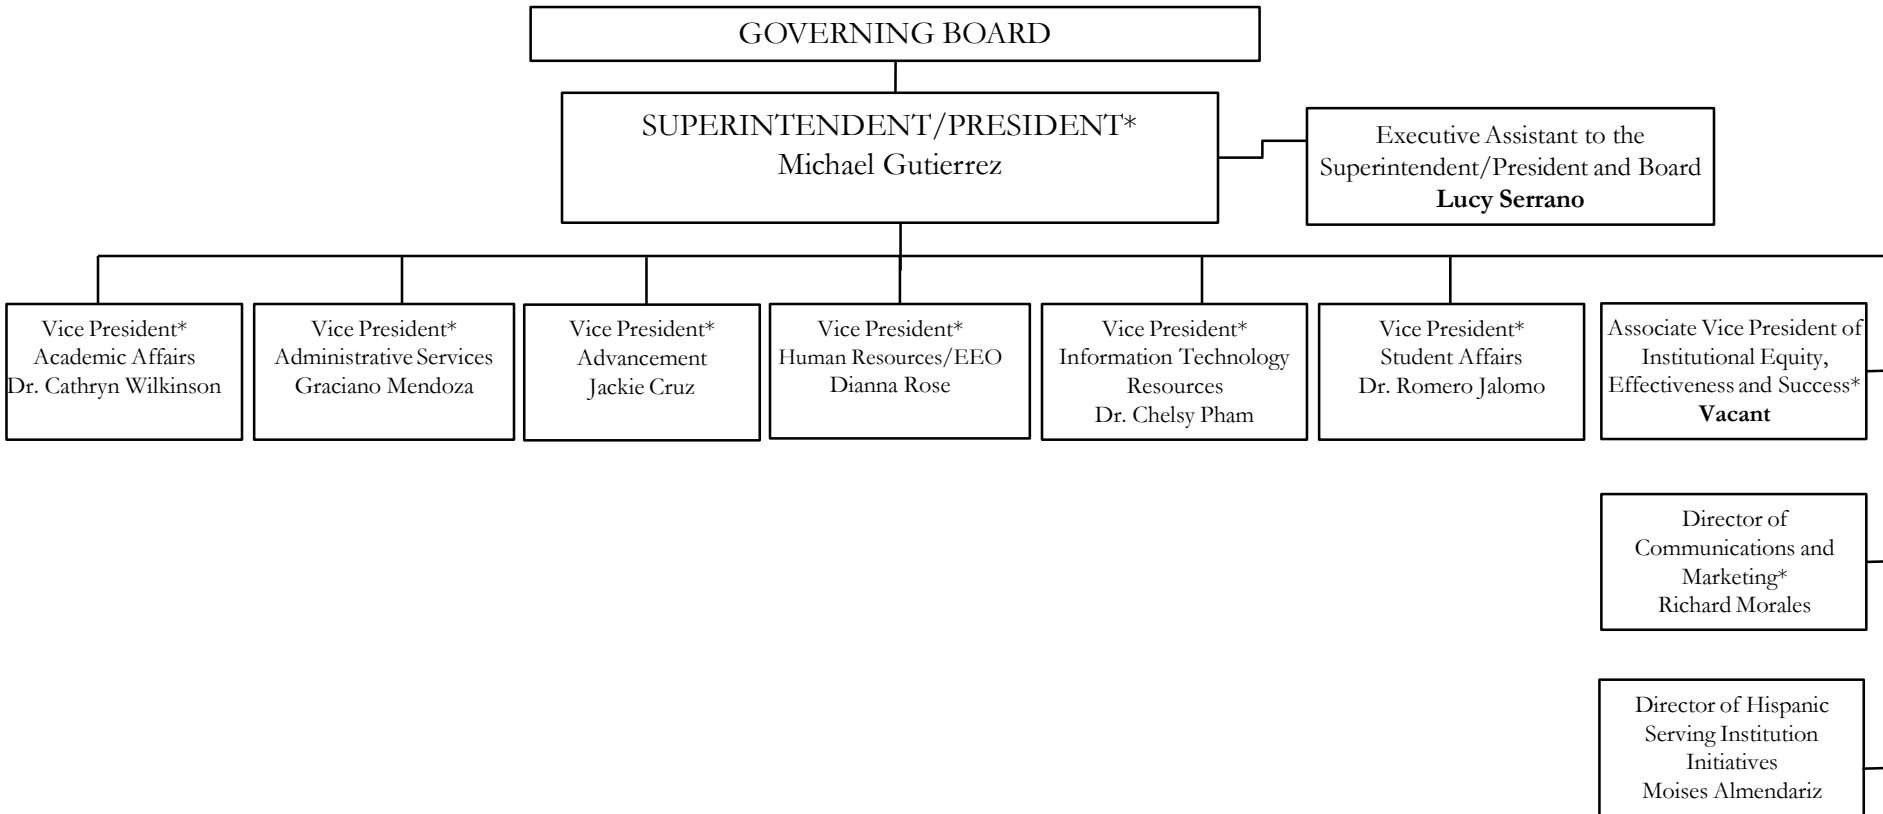 GOVERNING BOARD
SUPERINTENDENT/PRESIDENT*
Michael Gutierrez
Executive Assistant to the
Superintendent/President and Board
Lucy Serrano
Vice President*
Academic Affairs
Dr. Cathryn Wilkinson
Vice President*
Administrative Services
Graciano Mendoza
Vice President*
Advancement
Jackie Cruz
Vice President*
Human Resources/EEO
Dianna Rose
Vice President*
Information Technology
Resources
Dr. Chelsy Pham
Vice President*
Student Affairs
Dr. Romero Jalomo
Associate Vice President of
Institutional Equity,
Effectiveness and Success*
Vacant
Director of
Communications and
Marketing*
Richard Morales
Director of Hispanic
Serving Institution
Initiatives
Moises Almendariz